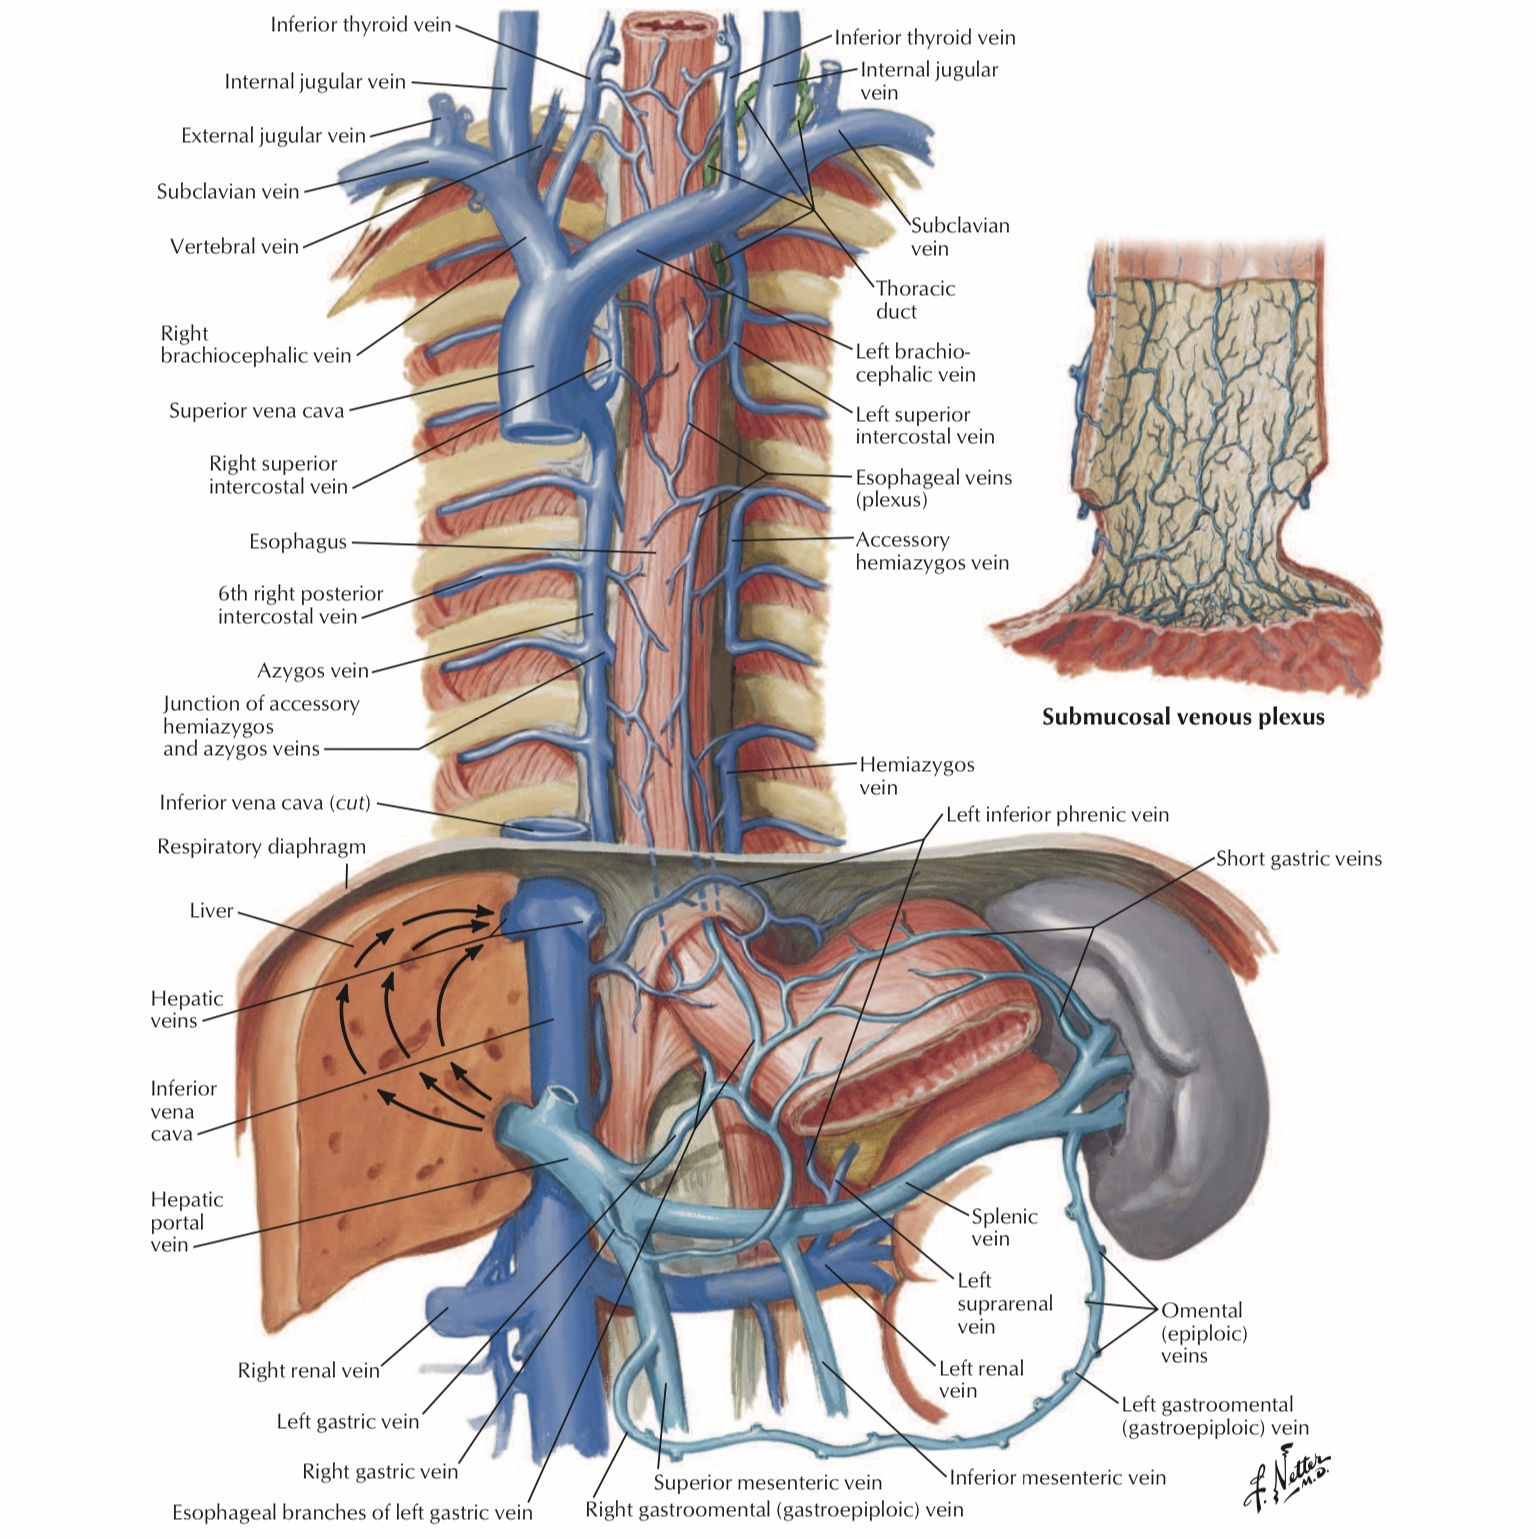 Inferior thyroid vein
Internal jugular vein
External jugular vein
Subclavian vein
Vertebral vein
Right
brachiocephalic vein
Superior vena cava
Right superior
intercostal vein
Esophagus
6th right posterior
intercostal vein
Azygos vein
Junction of accessory
hemiazygos
and azygos veins
Inferior vena cava (cut)
Respiratory diaphragm
Liver
Hepatic
veins
Inferior
vena
cava
Hepatic
portal
vein
Right renal vein
Left gastric vein
Right gastric vein
Esophageal branches of left gastric vein
Inferior thyroid vein
Internal jugular
vein
Subclavian
vein
Thoracic
duct
Left brachio-
cephalic vein
Left superior
intercostal vein
Esophageal veins
(plexus)
Accessory
hemiazygos vein
Submucosal venous plexus
Hemiazygos
vein
Left inferior phrenic vein
Short gastric veins
Splenic
vein
Left
suprarenal
vein
Omental
(epiploic)
veins
Left renal
vein
Left gastroomental
(gastroepiploic) vein
Inferior mesenteric vein
Superior mesenteric vein
Right gastroomental (gastroepiploic) vein
F. Netter
M.D.